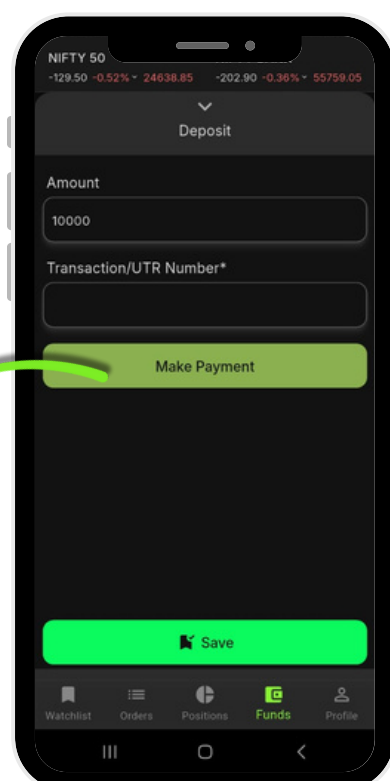 NIFTY 50
-129.50 -0.52% 24638.85 -202.90 -0.36% 55759.05
Deposit
Amount
10000
Transaction/UTR Number*
Make Payment
Save
Watchlist Orders Positions Funds Profile